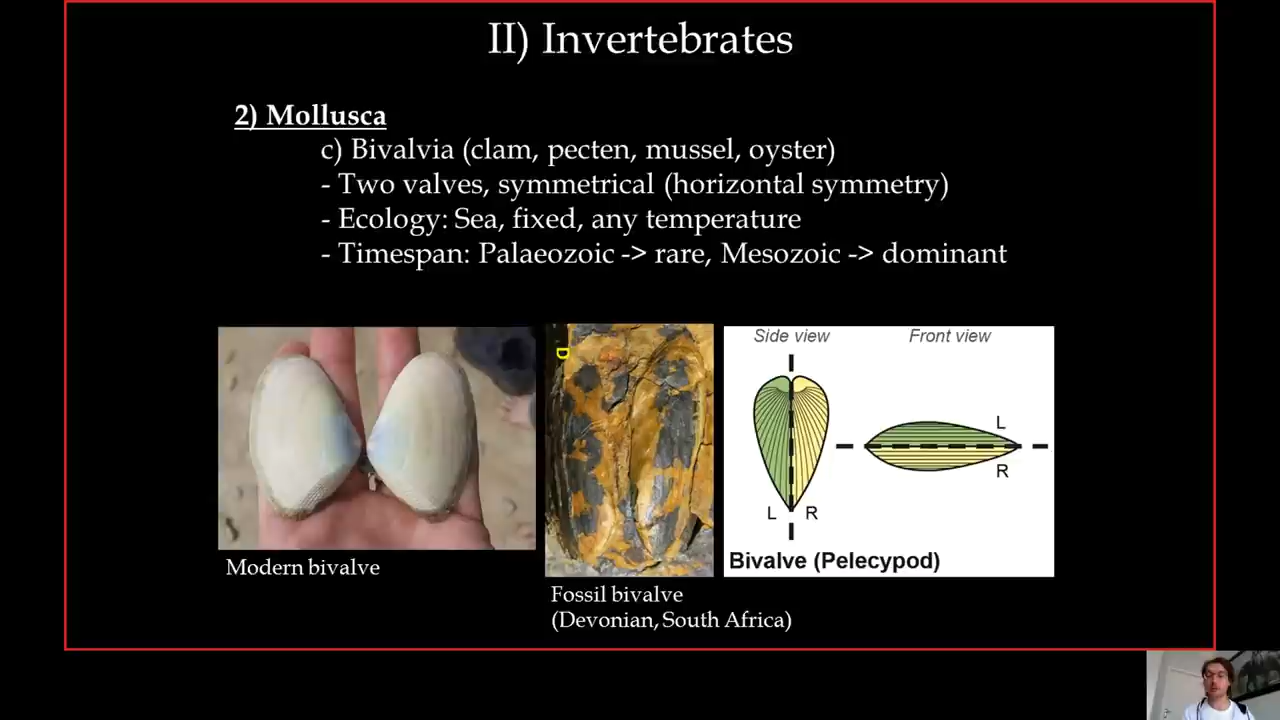 II) Invertebrates
2) Mollusca
c) Bivalvia (clam, pecten, mussel, oyster)
- Two valves, symmetrical (horizontal symmetry)
- Ecology: Sea, fixed, any temperature
- Timespan: Palaeozoic -> rare, Mesozoic -> dominant
D
Side view
Front view
L
R
L R
Bivalve (Pelecypod)
Modern bivalve
Fossil bivalve
(Devonian, South Africa)